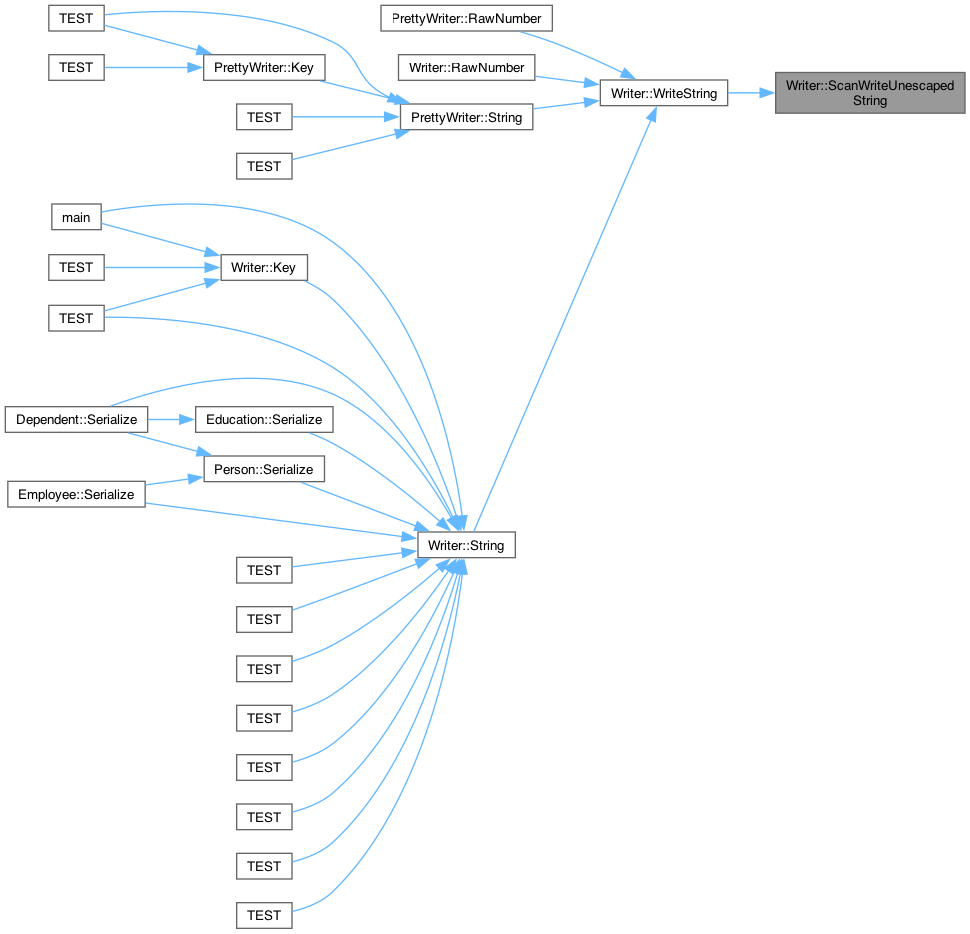 TEST
PrettyWriter::RawNumber
TEST
PrettyWriter::Key
Writer::RawNumber
Writer::WriteString
Writer::ScanWriteUnescaped
String
TEST
PrettyWriter::String
TEST
main
TEST
Writer::Key
TEST
Dependent::Serialize
Education::Serialize
Person::Serialize
Employee::Serialize
Writer::String
TEST
TEST
TEST
TEST
TEST
TEST
TEST
TEST